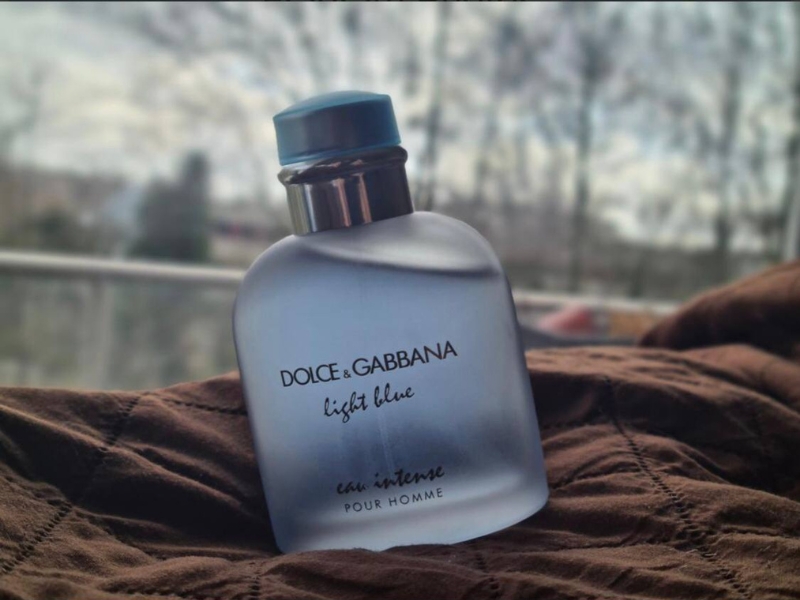 DOLCE & GABBANA
light blue
eau intense
POUR HOMME